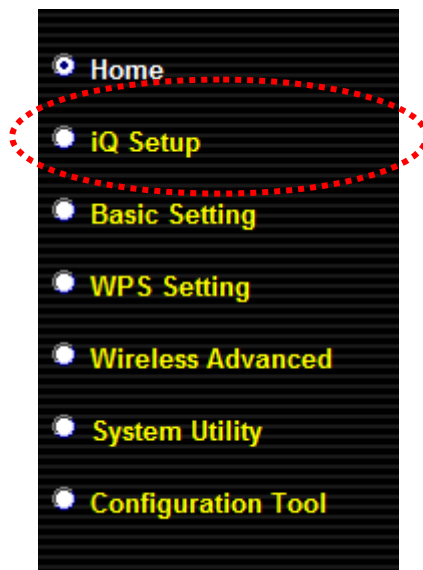 Home
iQ Setup
Basic Setting
WPS Setting
Wireless Advanced
System Utility
Configuration Tool